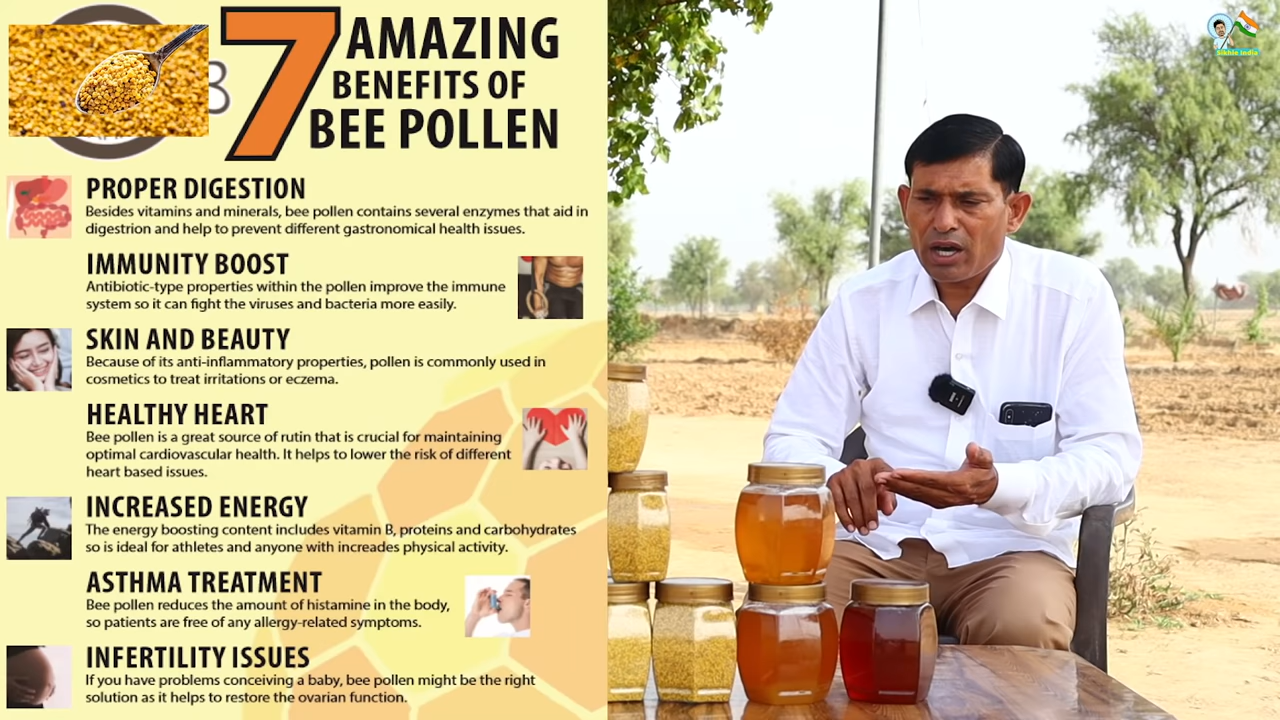 7 AMAZING
BENEFITS OF
BEE POLLEN
PROPER DIGESTION
Besides vitamins and minerals, bee pollen contains several enzymes that aid in
digestrion and help to prevent different gastronomical health issues.
IMMUNITY BOOST
Antibiotic-type properties within the pollen improve the immune
system so it can fight the viruses and bacteria more easily.
SKIN AND BEAUTY
Because of its anti-inflammatory properties, pollen is commonly used in
cosmetics to treat irritations or eczema.
HEALTHY HEART
Bee pollen is a great source of rutin that is crucial for maintaining
optimal cardiovascular health. It helps to lower the risk of different
heart based issues.
INCREASED ENERGY
The energy boosting content includes vitamin B, proteins and carbohydrates
so is ideal for athletes and anyone with increades physical activity.
ASTHMA TREATMENT
Bee pollen reduces the amount of histamine in the body,
so patients are free of any allergy-related symptoms.
INFERTILITY ISSUES
If you have problems conceiving a baby, bee pollen might be the right
solution as it helps to restore the ovarian function.
Sikhle India